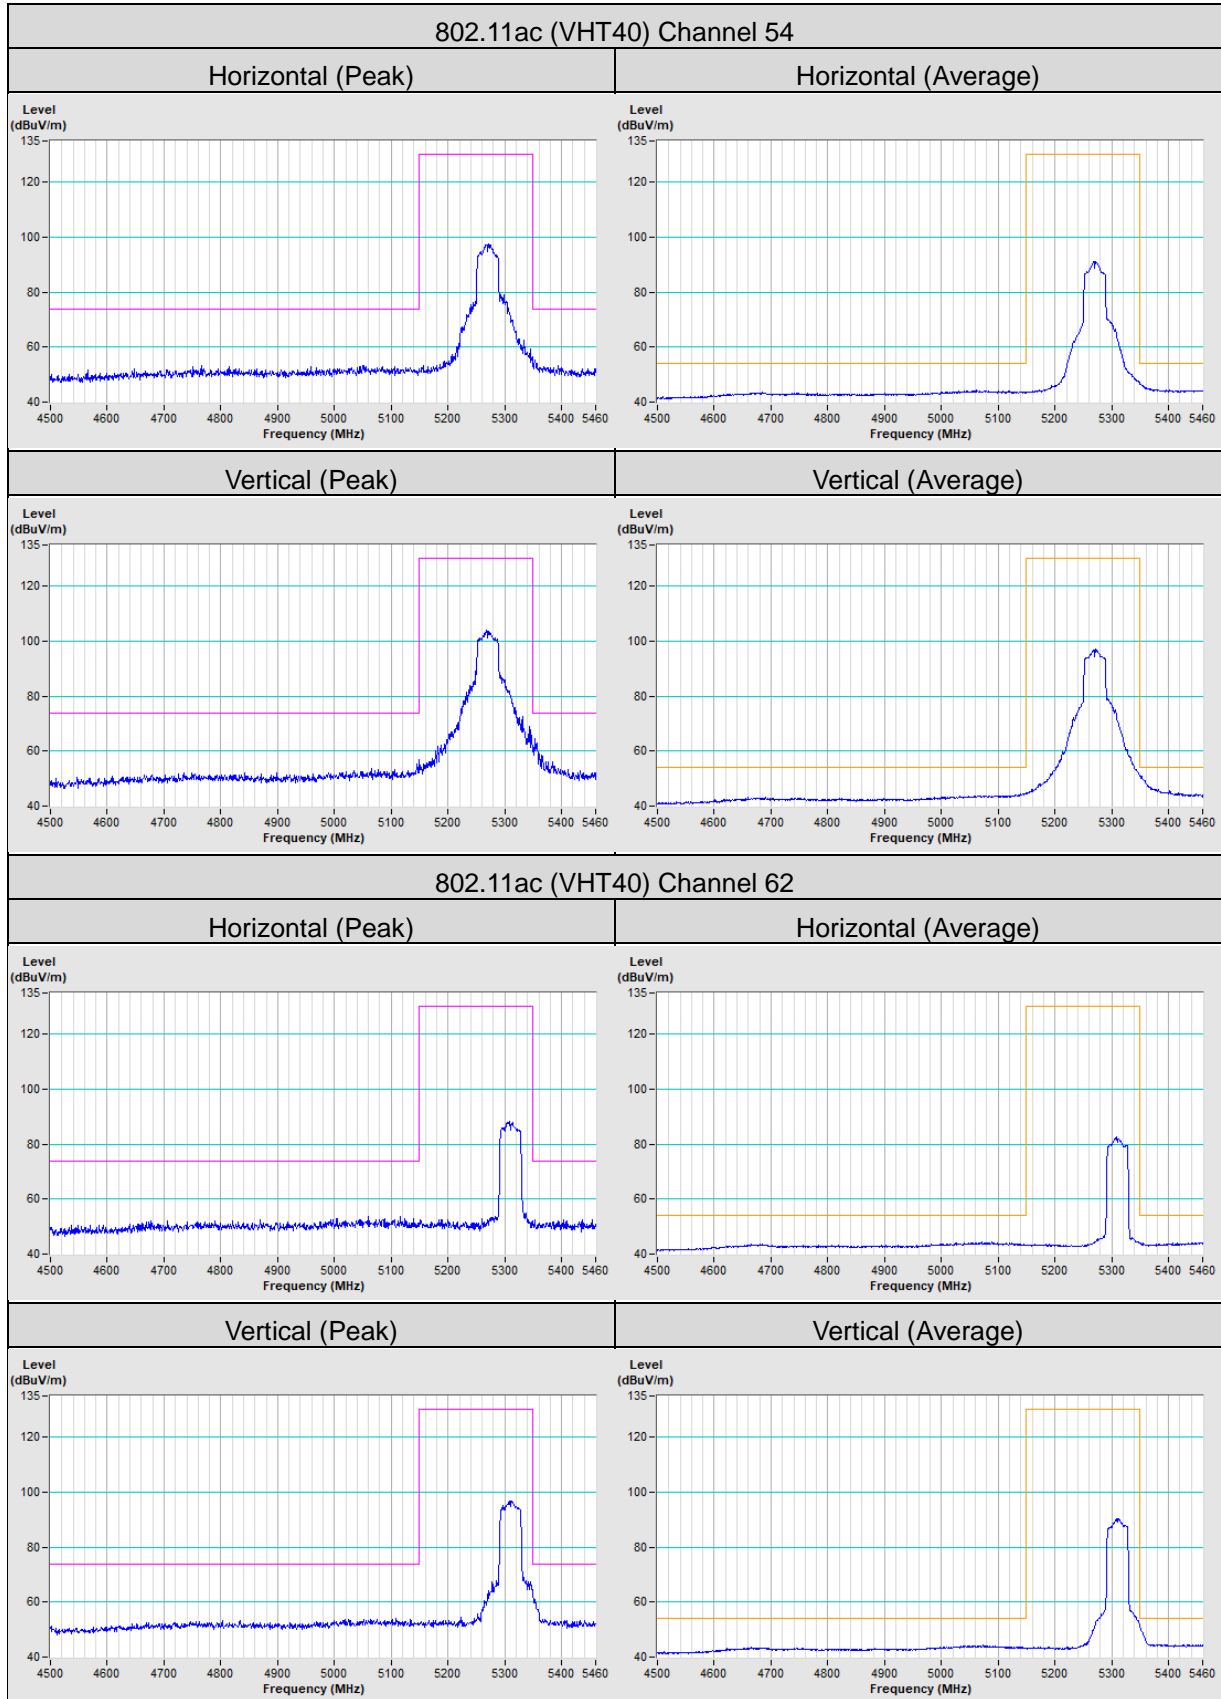 802.11ac (VHT40) Channel 54
Horizontal (Peak)
Horizontal (Average)
Level
(dBuV/m)
135
120
100
80
60
40
4500 4600 4700 4800 4900 5000 5100 5200 5300 5400 5460
Frequency (MHz)
Level
(dBuV/m)
135
120
100
80
60
40
4500 4600 4700 4800 4900 5000 5100 5200 5300 5400 5460
Frequency (MHz)
Vertical (Peak)
Vertical (Average)
Level
(dBuV/m)
135
120
100
80
60
40
4500 4600 4700 4800 4900 5000 5100 5200 5300 5400 5460
Frequency (MHz)
Level
(dBuV/m)
135
120
100
80
60
40
4500 4600 4700 4800 4900 5000 5100 5200 5300 5400 5460
Frequency (MHz)
802.11ac (VHT40) Channel 62
Horizontal (Peak)
Horizontal (Average)
Level
(dBuV/m)
135
120
100
80
60
40
4500 4600 4700 4800 4900 5000 5100 5200 5300 5400 5460
Frequency (MHz)
Level
(dBuV/m)
135
120
100
80
60
40
4500 4600 4700 4800 4900 5000 5100 5200 5300 5400 5460
Frequency (MHz)
Vertical (Peak)
Vertical (Average)
Level
(dBuV/m)
135
120
100
80
60
40
4500 4600 4700 4800 4900 5000 5100 5200 5300 5400 5460
Frequency (MHz)
Level
(dBuV/m)
135
120
100
80
60
40
4500 4600 4700 4800 4900 5000 5100 5200 5300 5400 5460
Frequency (MHz)